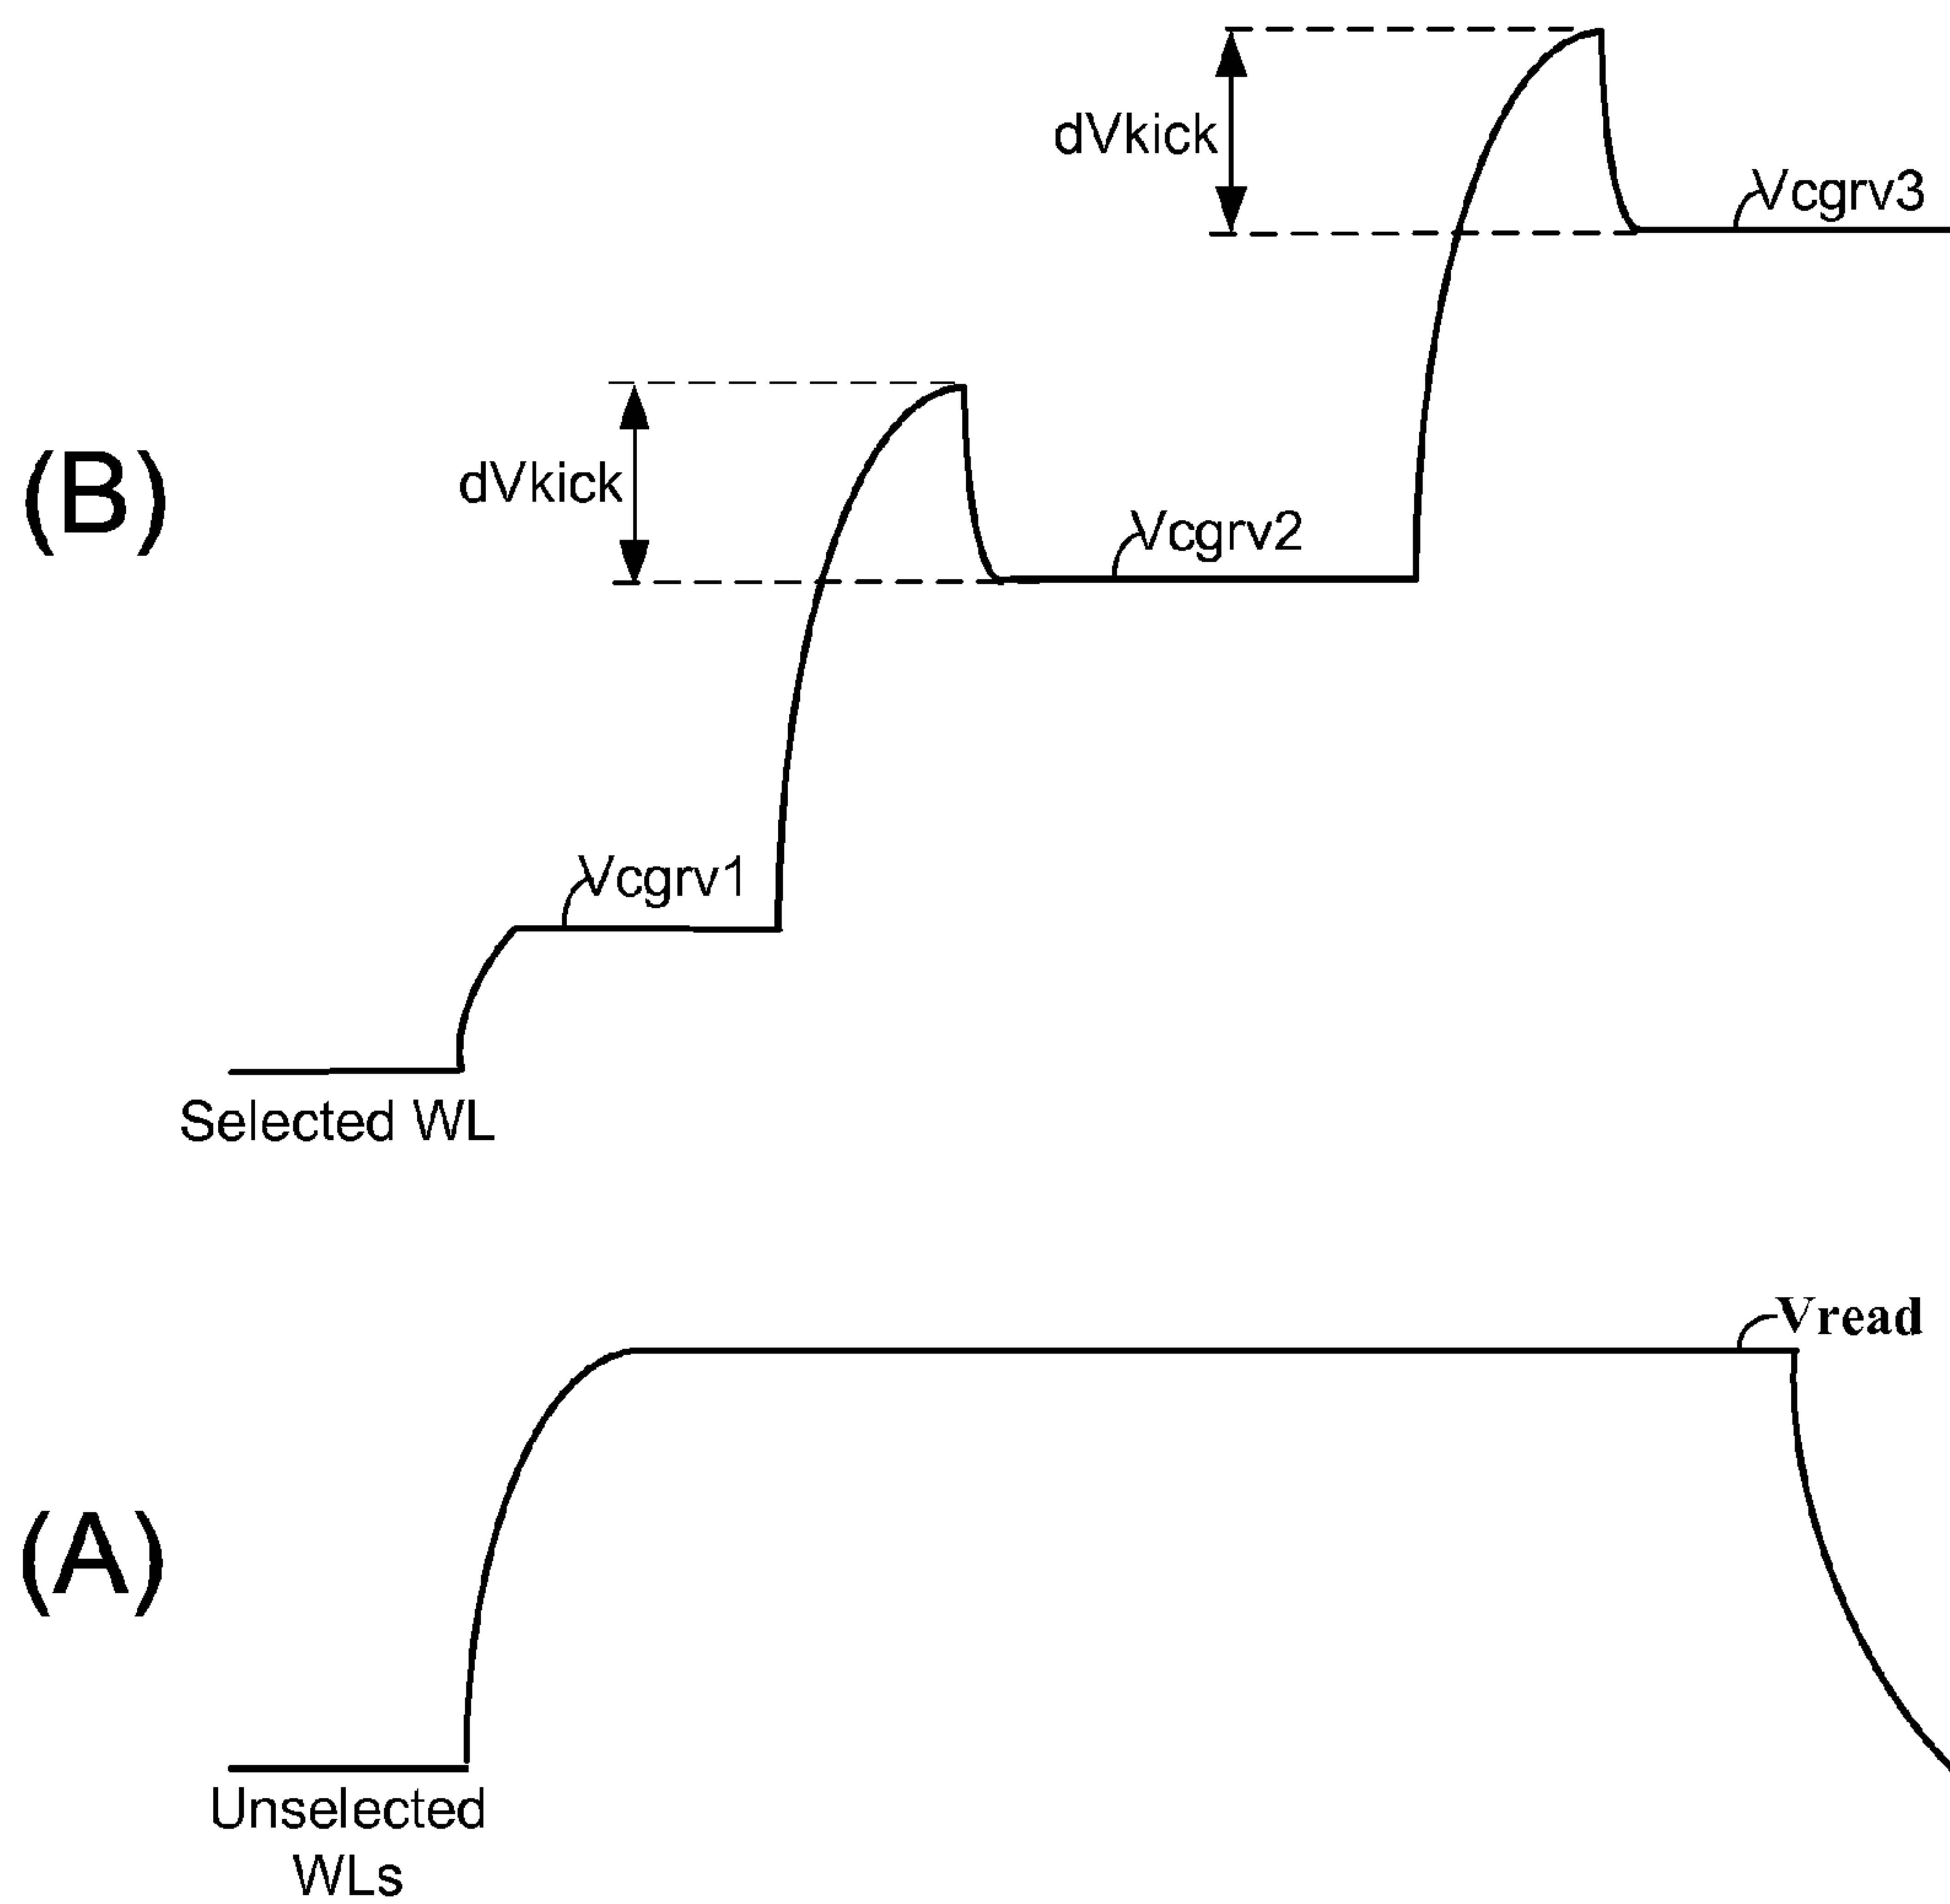 dVkick
Vcgrv3
(B)
dVkick
Vcgrv2
Vcgrv1
Selected WL
Vread
(A)
Unselected
WLs